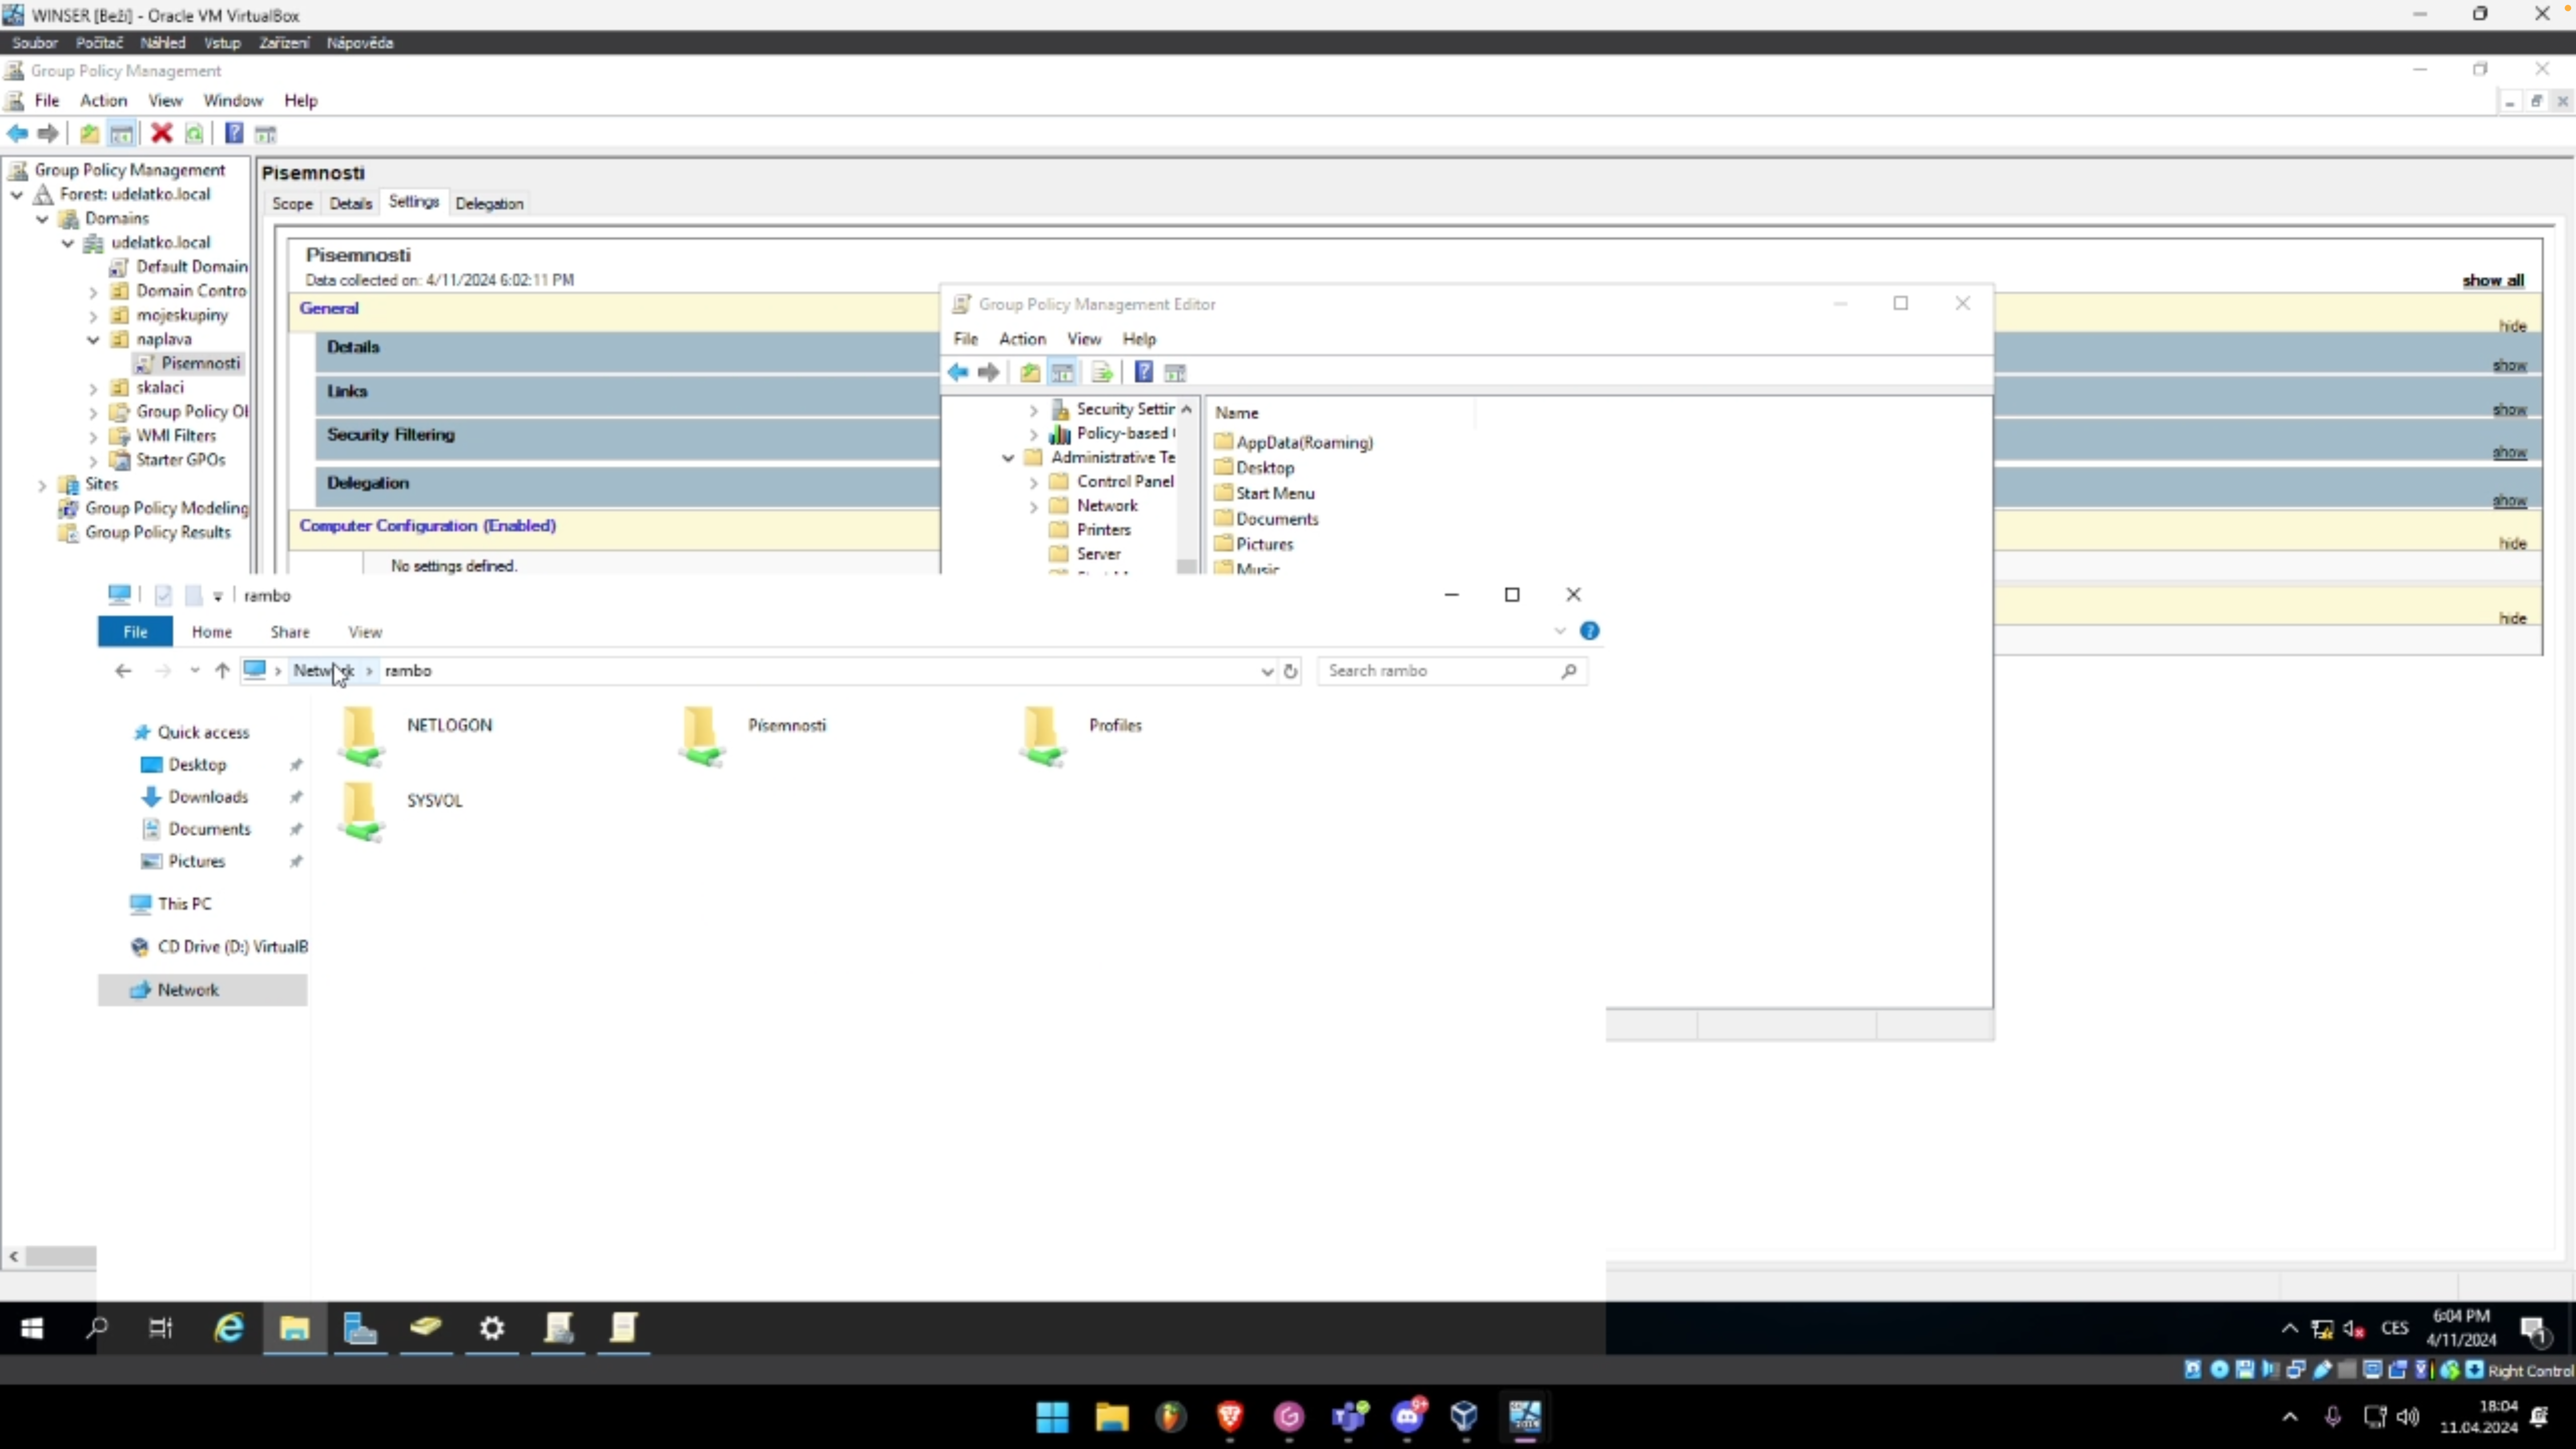 WINSER [Beží] - Oracle VM VirtualBox
Soubor Počítač Náhled Vstup Zařízení Nápověda
Group Policy Management
File Action View Window Help
Group Policy Management
Forest: udelatko.local
Domains
udelatko.local
Default Domain
Domain Contro
mojeskupiny
naplava
Pisemnosti
skalaci
Group Policy Ol
WMI Filters
Starter GPOs
Sites
Group Policy Modeling
Group Policy Results
Pisemnosti
Scope Details Settings Delegation
Pisemnosti
Data collected on: 4/11/2024 6:02:11 PM
show all
General
hide
Details
show
Links
show
Security Filtering
show
Delegation
show
Computer Configuration (Enabled)
hide
No settings defined.
hide
Group Policy Management Editor
File Action View Help
Security Settir
Policy-based
Administrative Te
Control Panel
Network
Printers
Server
Name
AppData(Roaming)
Desktop
Start Menu
Documents
Pictures
Music
rambo
File Home Share View
Network > rambo
Search rambo
Quick access
Desktop
Downloads
Documents
Pictures
This PC
CD Drive (D:) VirtualB
Network
NETLOGON
Písemnosti
Profiles
SYSVOL
CES
6:04 PM
4/11/2024
1
Right Control
9+
18:04
11.04.2024